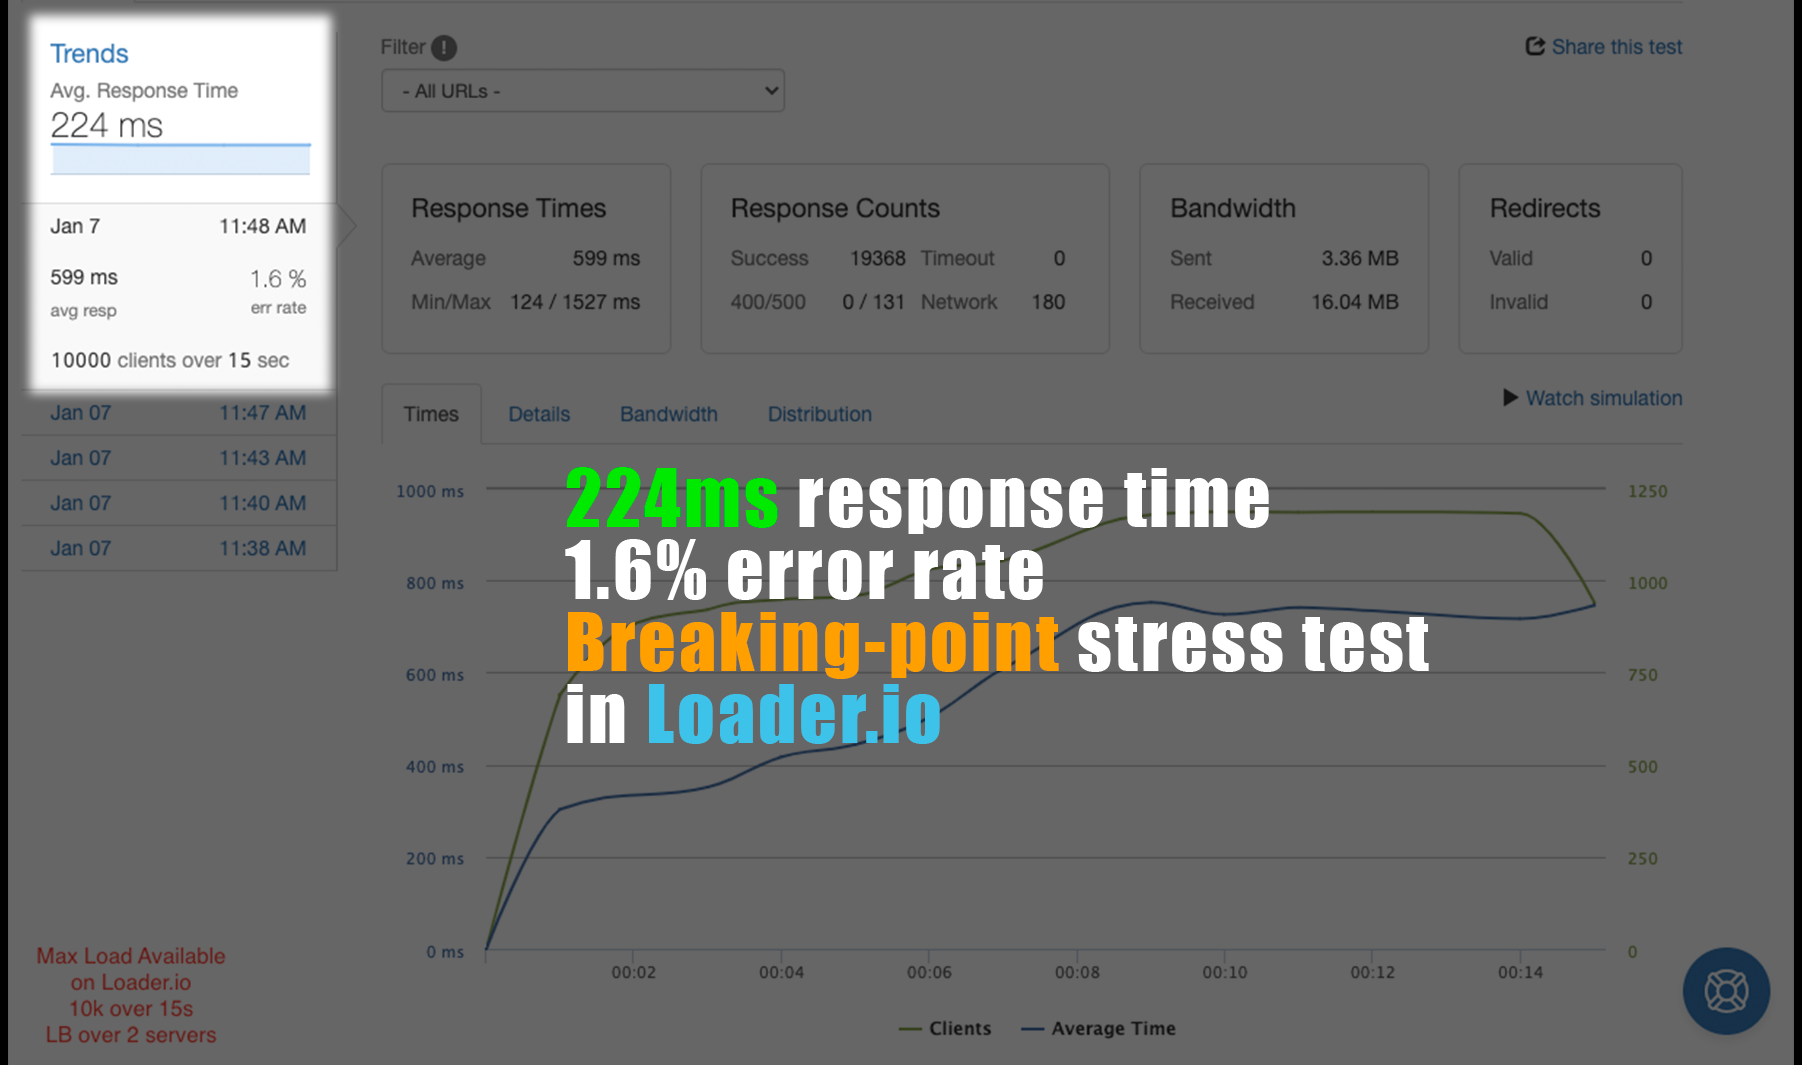 Trends
Avg. Response Time
224 ms
Jan 7 11:48 AM
599 ms 1.6 %
avg resp err rate
10000 clients over 15 sec
Jan 07 11:47 AM
Jan 07 11:43 AM
Jan 07 11:40 AM
Jan 07 11:38 AM
Max Load Available
on Loader.io
10k over 15s
LB over 2 servers
Filter !
- All URLs -
Share this test
Response Times
Average 599 ms
Min/Max 124 / 1527 ms
Response Counts
Success 19368 Timeout 0
400/500 0 / 131 Network 180
Bandwidth
Sent 3.36 MB
Received 16.04 MB
Redirects
Valid 0
Invalid 0
Times Details Bandwidth Distribution
Watch simulation
224ms response time
1.6% error rate
Breaking-point stress test
in Loader.io
1000 ms
800 ms
600 ms
400 ms
200 ms
0 ms
1250
1000
750
500
250
0
00:02 00:04 00:06 00:08 00:10 00:12 00:14
Clients Average Time